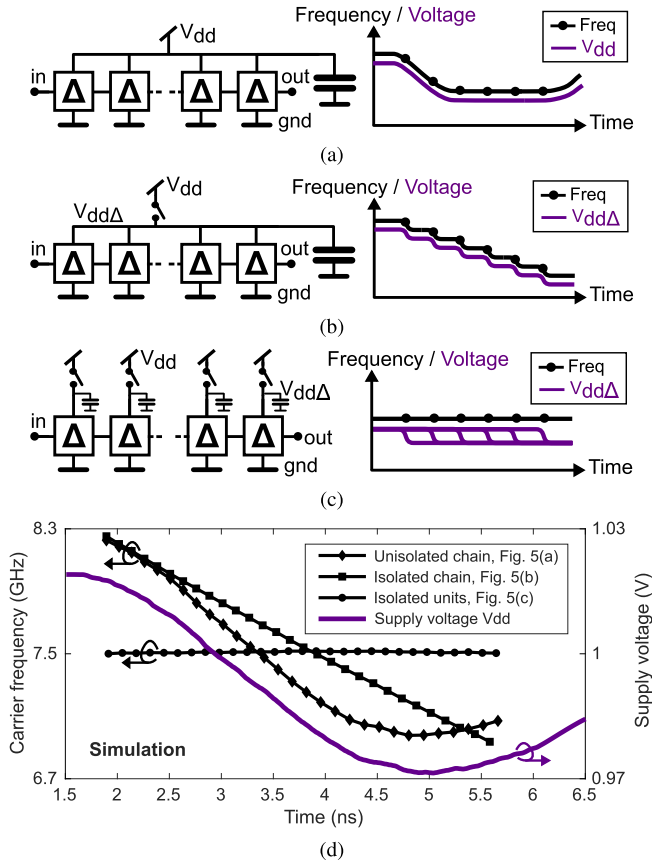 Frequency / Voltage
Vdd
Freq
Vdd
in
out
Δ Δ Δ Δ
gnd
Time
(a)
Frequency / Voltage
Vdd
Freq
VddΔ
VddΔ
in
out
Δ Δ Δ Δ
gnd
Time
(b)
Frequency / Voltage
Vdd
Freq
VddΔ
VddΔ
in
out
Δ Δ Δ Δ
gnd
Time
(c)
8.3
1.03
Unisolated chain, Fig. 5(a)
Isolated chain, Fig. 5(b)
Isolated units, Fig. 5(c)
Supply voltage Vdd
Carrier frequency (GHz)
7.5
1
Supply voltage (V)
Simulation
6.7
0.97
1.5 2 2.5 3 3.5 4 4.5 5 5.5 6 6.5
Time (ns)
(d)